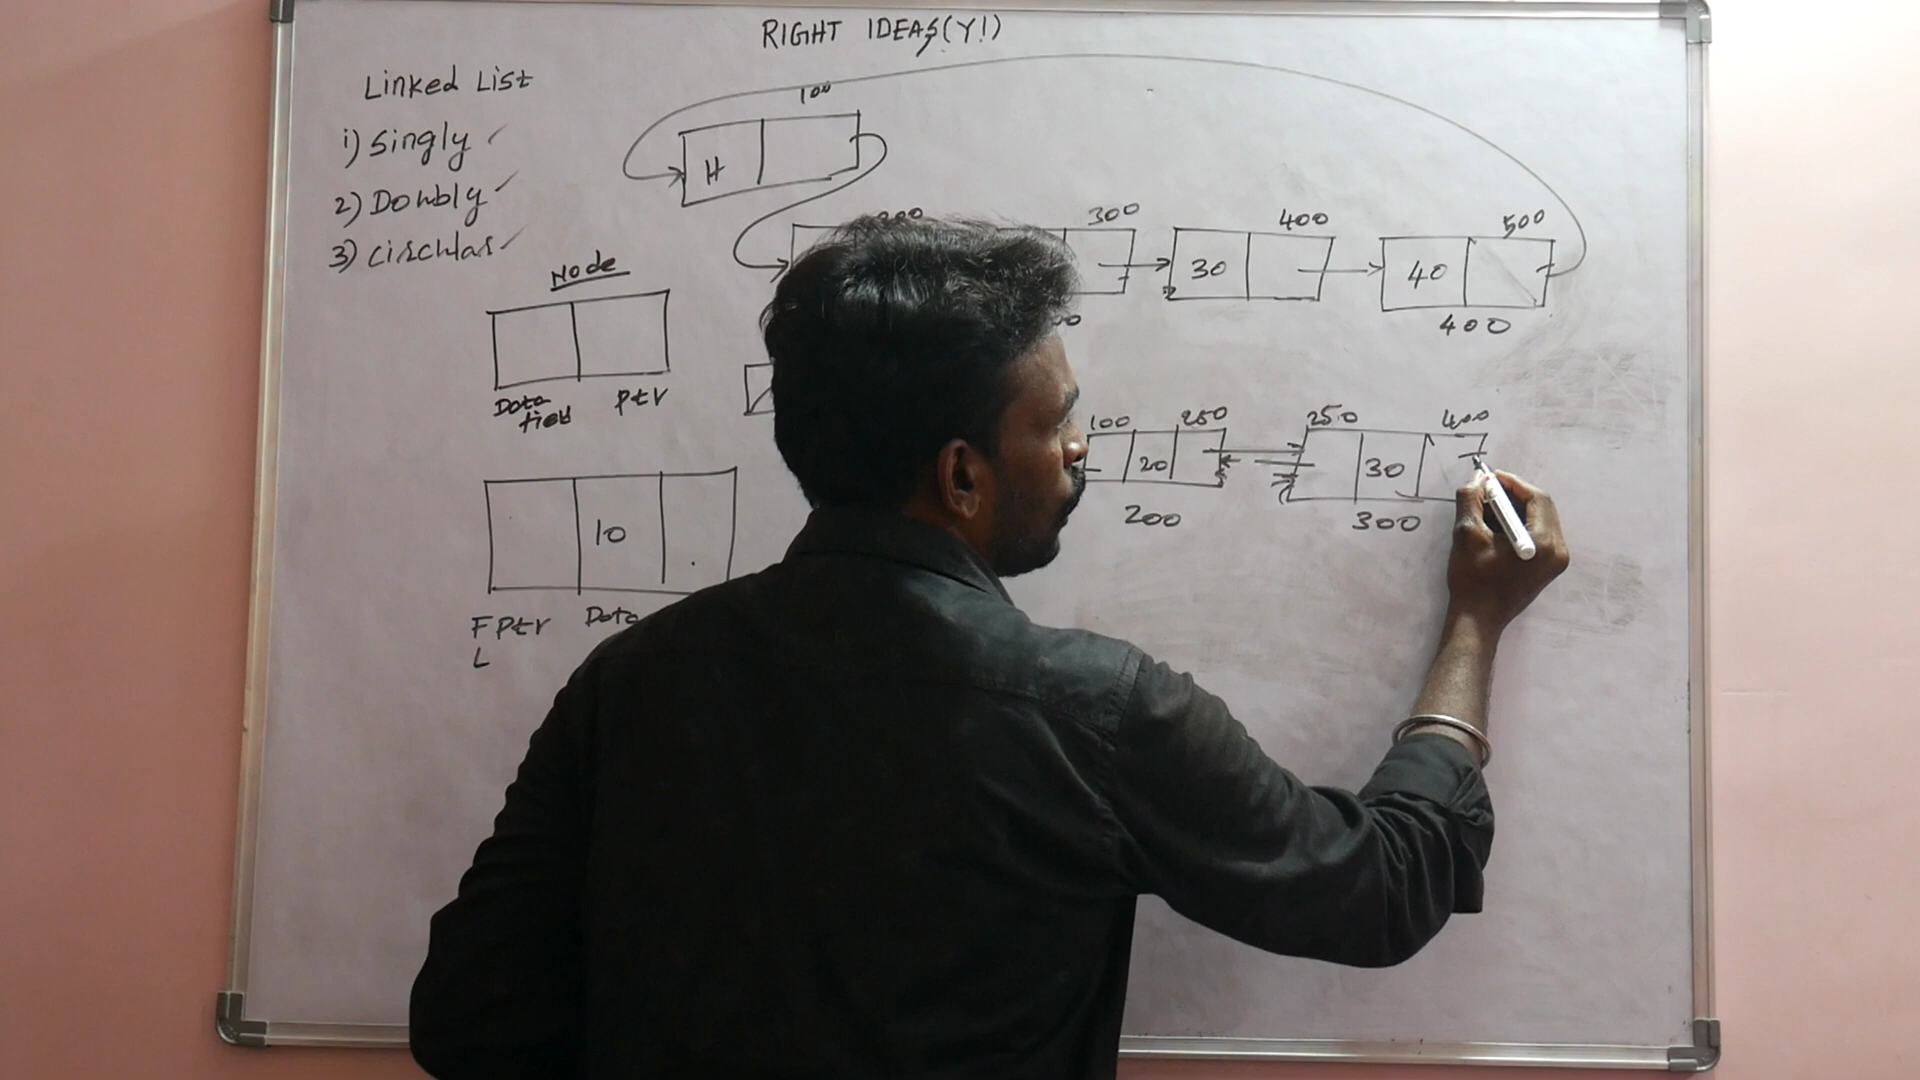 RIGHT IDEAS(Y!)
Linked List
1) Singly ✓
2) Doubly ✓
3) circular ✓
100
H
300
400
500
30
40
400
Node
Data field
Ptr
100
250
250
400
20
30
200
300
10
F Ptr
Data
L